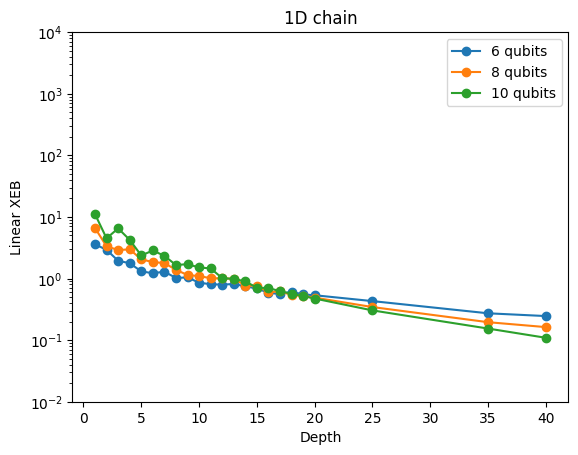 1D chain
10^4
10^3
10^2
10^1
10^0
10^-1
10^-2
Linear XEB
6 qubits
8 qubits
10 qubits
0 5 10 15 20 25 30 35 40
Depth